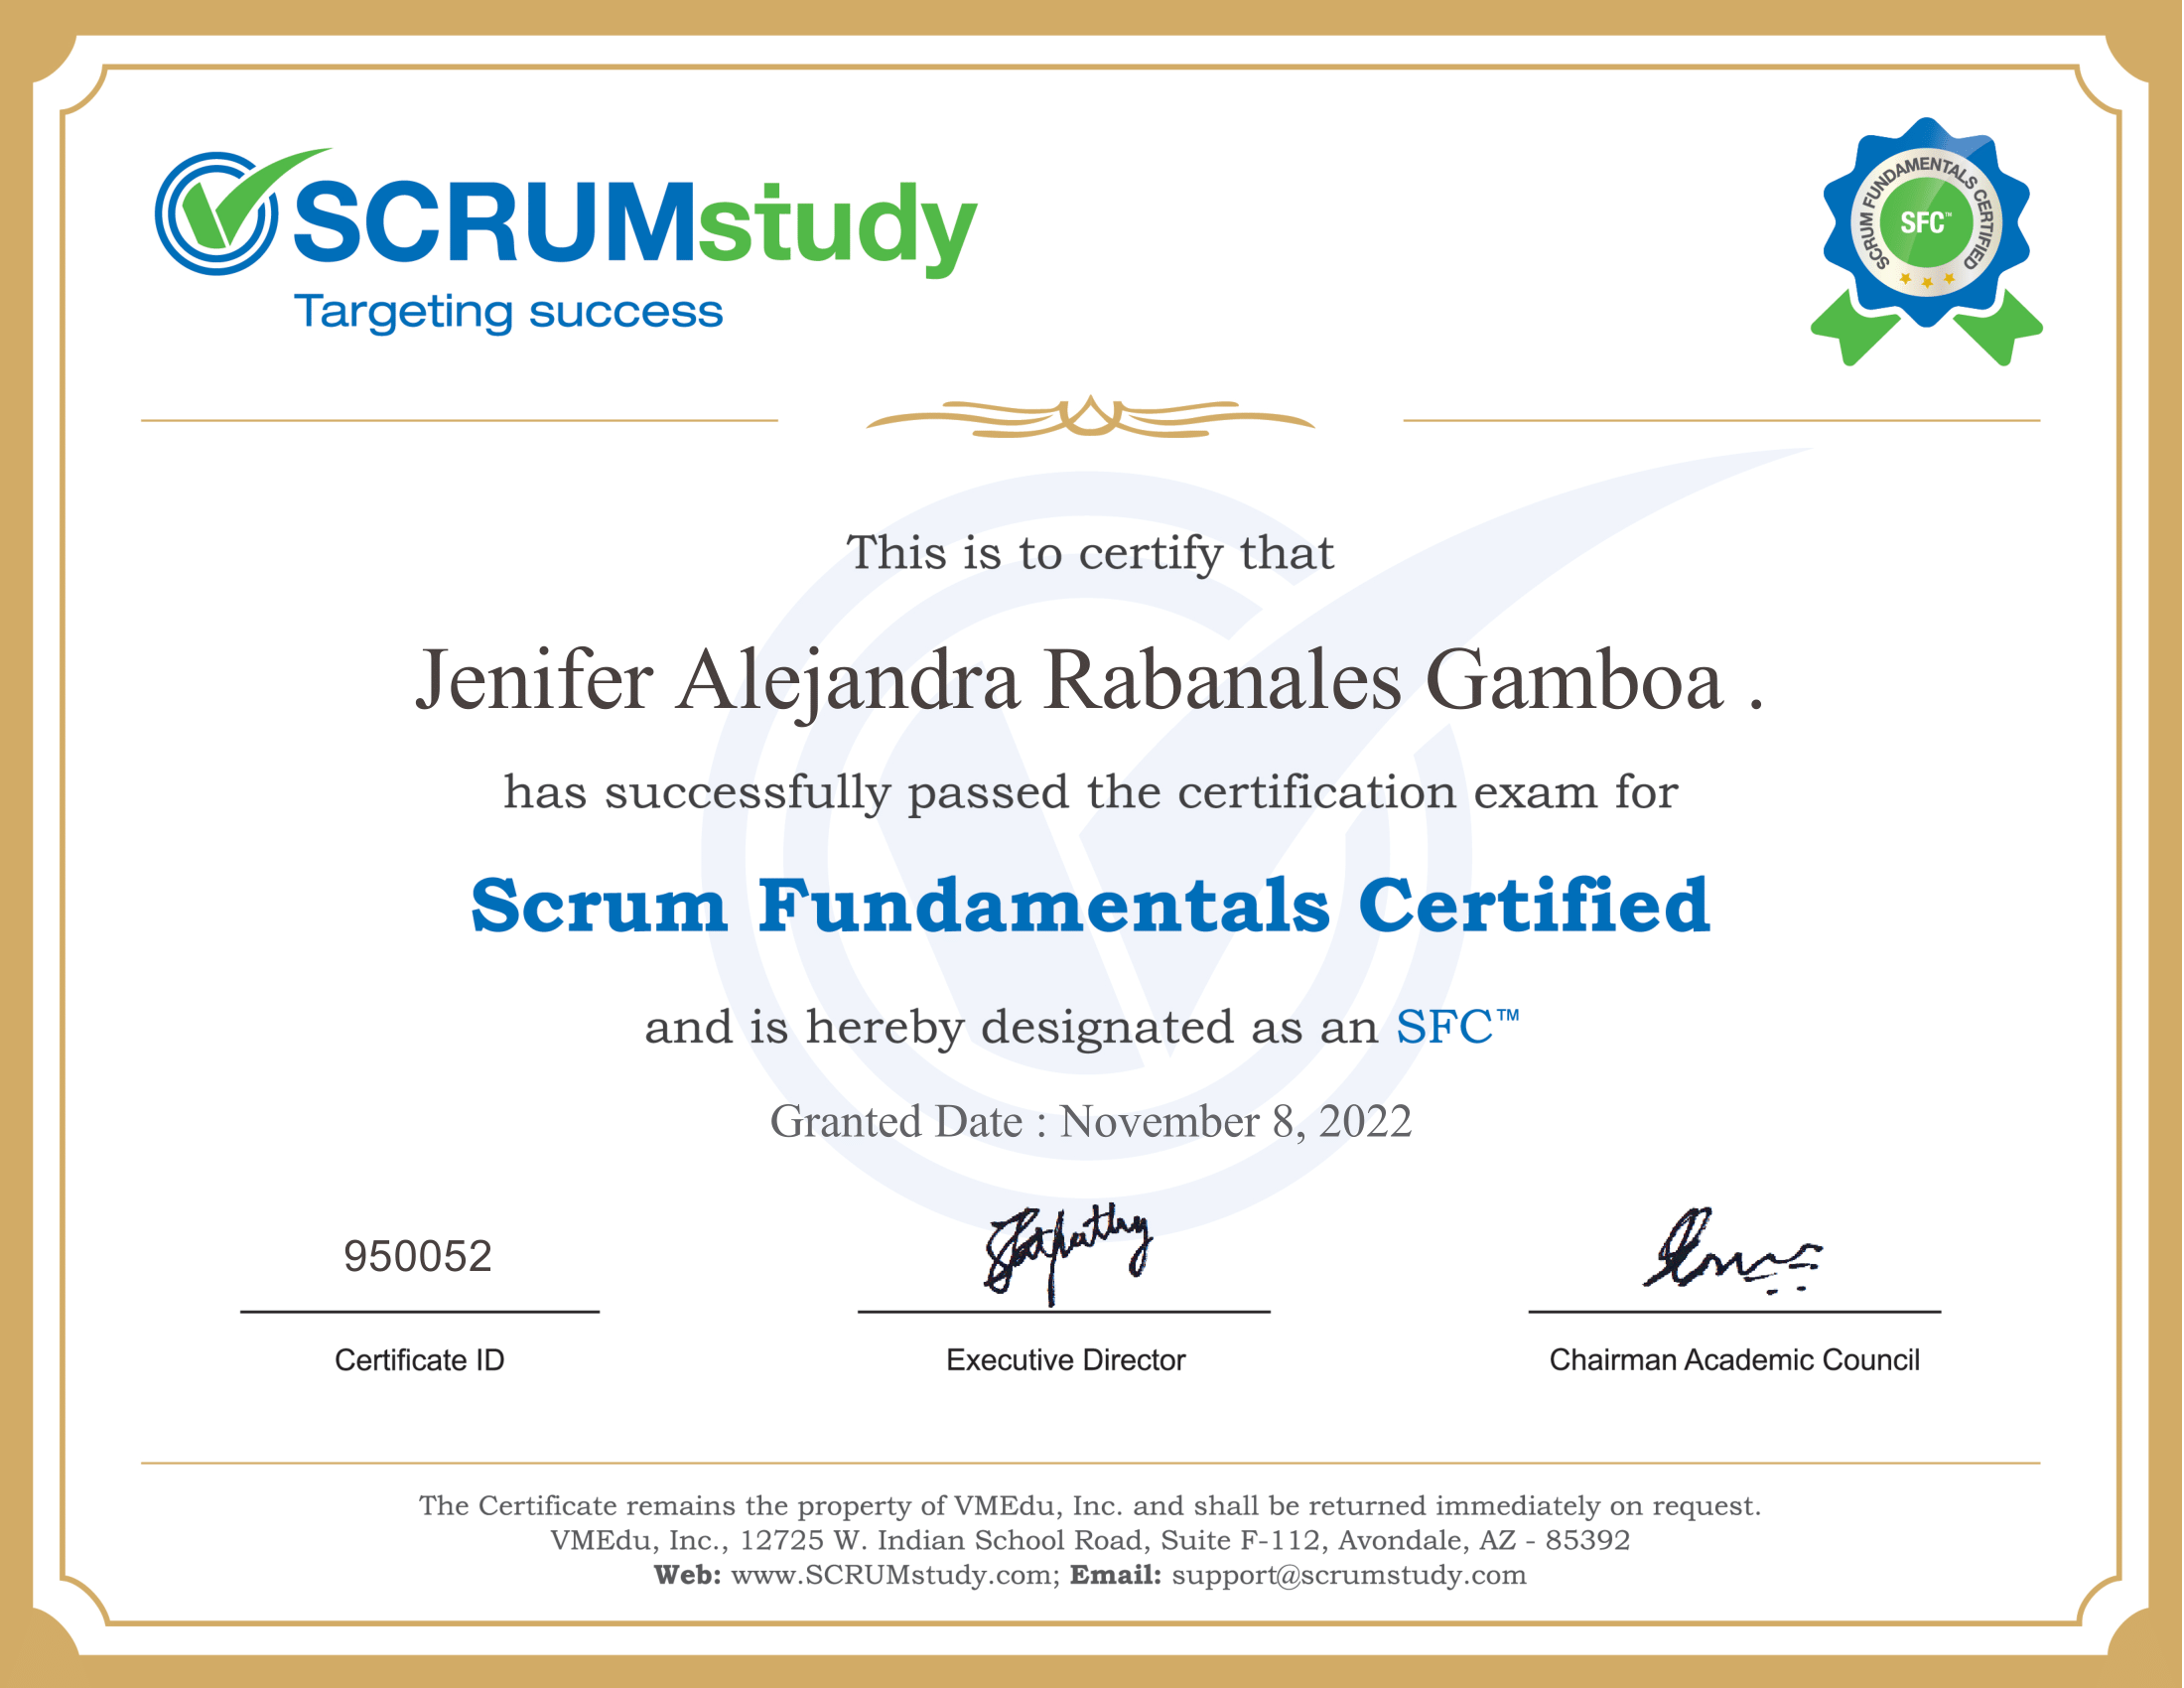 SCRUMstudy
Targeting success
SCRUM FUNDAMENTALS CERTIFIED
SFC™
This is to certify that
Jenifer Alejandra Rabanales Gamboa .
has successfully passed the certification exam for
Scrum Fundamentals Certified
and is hereby designated as an SFC™
Granted Date : November 8, 2022
950052
Certificate ID
Executive Director
Chairman Academic Council
The Certificate remains the property of VMEdu, Inc. and shall be returned immediately on request.
VMEdu, Inc., 12725 W. Indian School Road, Suite F-112, Avondale, AZ - 85392
Web: www.SCRUMstudy.com; Email: support@scrumstudy.com